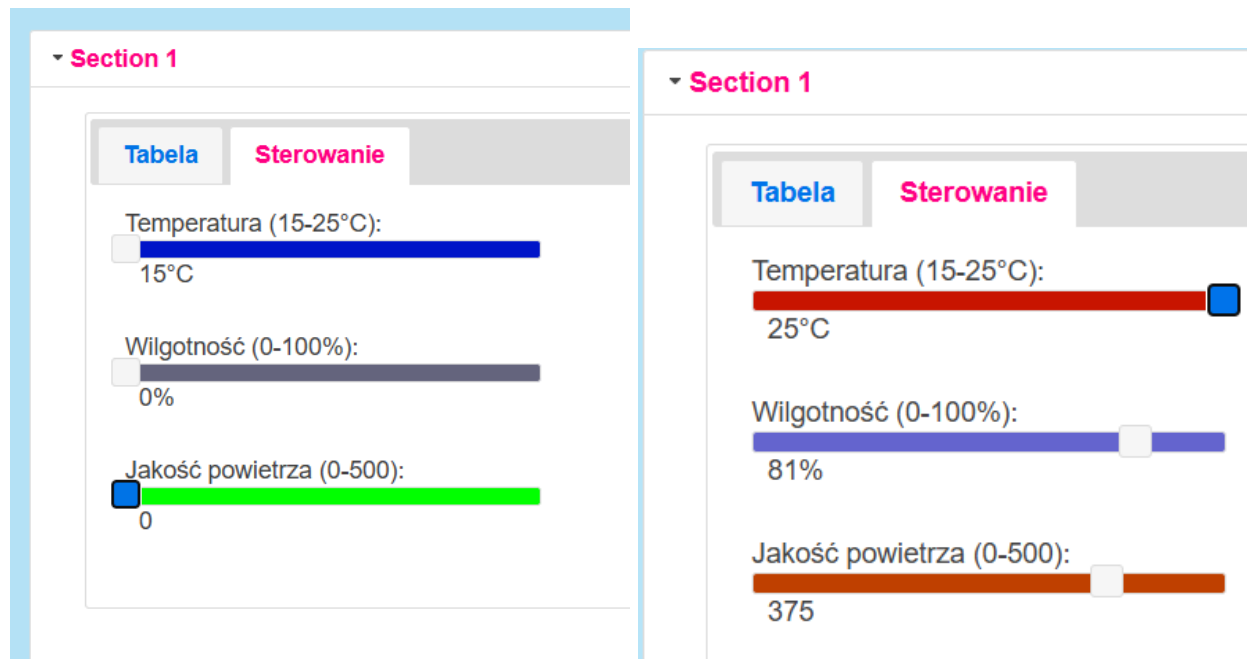 Section 1
Tabela Sterowanie
Temperatura (15-25°C):
15°C
Wilgotność (0-100%):
0%
Jakość powietrza (0-500):
0
Section 1
Tabela Sterowanie
Temperatura (15-25°C):
25°C
Wilgotność (0-100%):
81%
Jakość powietrza (0-500):
375